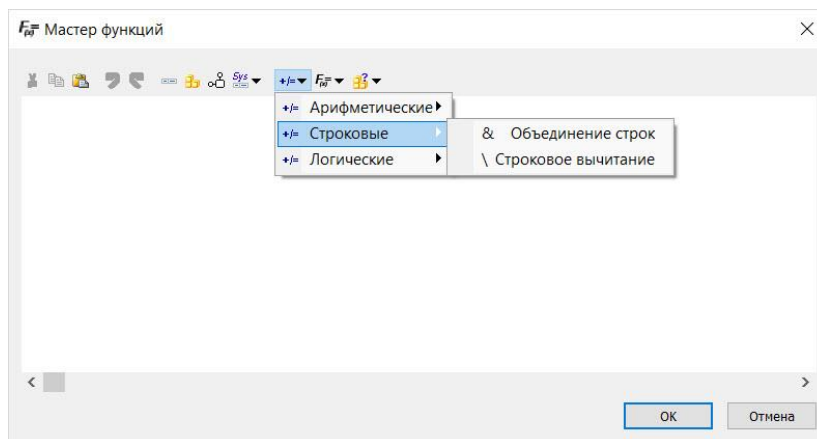 F(x)= Мастер функций
Sys +/= F(x)=
+/= Арифметические
+/= Строковые
& Объединение строк
+/= Логические
\ Строковое вычитание
OK Отмена